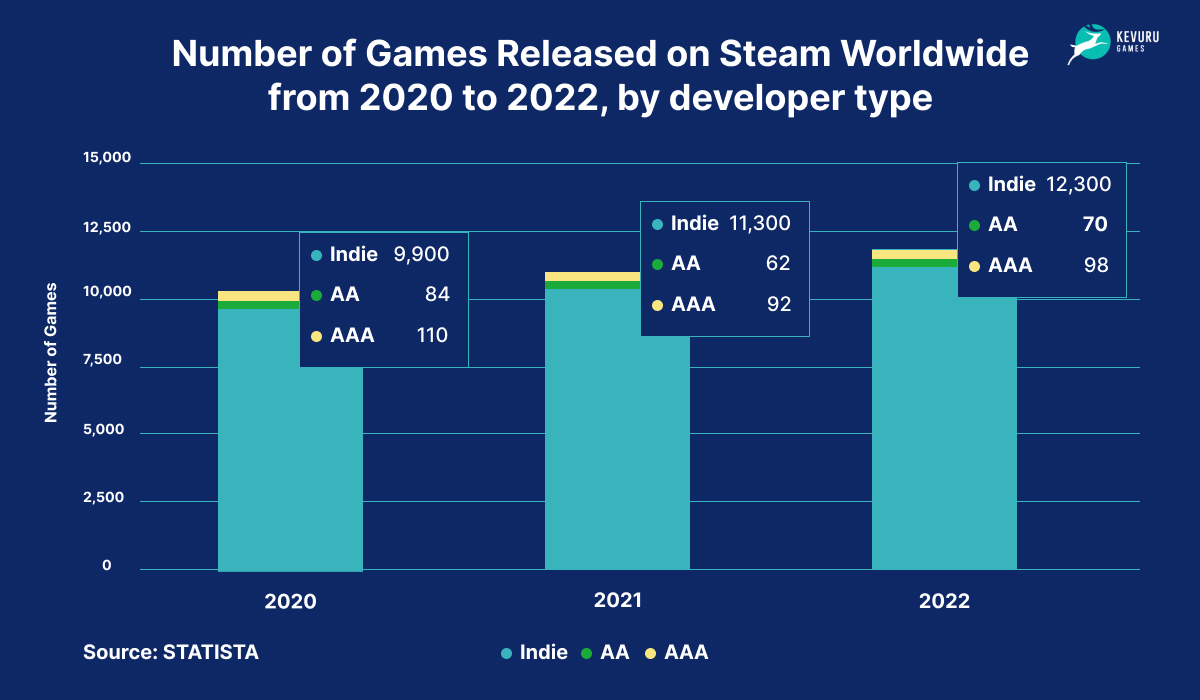 Number of Games Released on Steam Worldwide
from 2020 to 2022, by developer type
KEVURU
GAMES
Number of Games
15,000
12,500
10,000
7,500
5,000
2,500
0
Indie 9,900
AA 84
AAA 110
Indie 11,300
AA 62
AAA 92
Indie 12,300
AA 70
AAA 98
2020
2021
2022
Source: STATISTA
Indie AA AAA